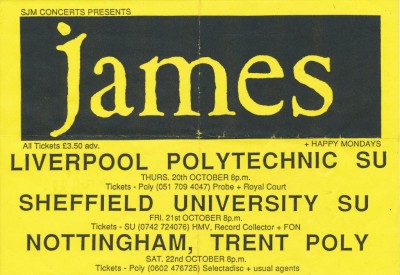 SJM CONCERTS PRESENTS
james
All Tickets £3.50 adv.
+ HAPPY MONDAYS
LIVERPOOL POLYTECHNIC SU
THURS. 20th OCTOBER 8p.m.
Tickets - Poly (051 709 4047) Probe + Royal Court
SHEFFIELD UNIVERSITY SU
FRI. 21st OCTOBER 8p.m.
Tickets - SU (0742 724076) HMV, Record Collector + FON
NOTTINGHAM, TRENT POLY
SAT. 22nd OCTOBER 8p.m.
Tickets - Poly (0602 476725) Selectadisc + usual agents